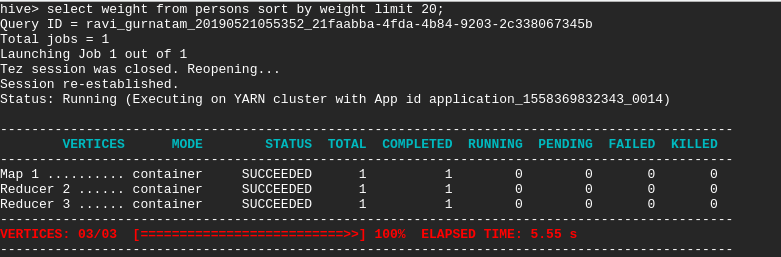 hive> select weight from persons sort by weight limit 20;
Query ID = ravi_gurnatam_20190521055352_21faabba-4fda-4b84-9203-2c338067345b
Total jobs = 1
Launching Job 1 out of 1
Tez session was closed. Reopening...
Session re-established.
Status: Running (Executing on YARN cluster with App id application_1558369832343_0014)
----------------------------------------------------------------------------------------------
        VERTICES      MODE        STATUS  TOTAL  COMPLETED  RUNNING  PENDING  FAILED  KILLED
----------------------------------------------------------------------------------------------
Map 1 .......... container     SUCCEEDED      1          1        0        0       0       0
Reducer 2 ...... container     SUCCEEDED      1          1        0        0       0       0
Reducer 3 ...... container     SUCCEEDED      1          1        0        0       0       0
----------------------------------------------------------------------------------------------
VERTICES: 03/03  [==========================>>] 100%  ELAPSED TIME: 5.55 s
----------------------------------------------------------------------------------------------